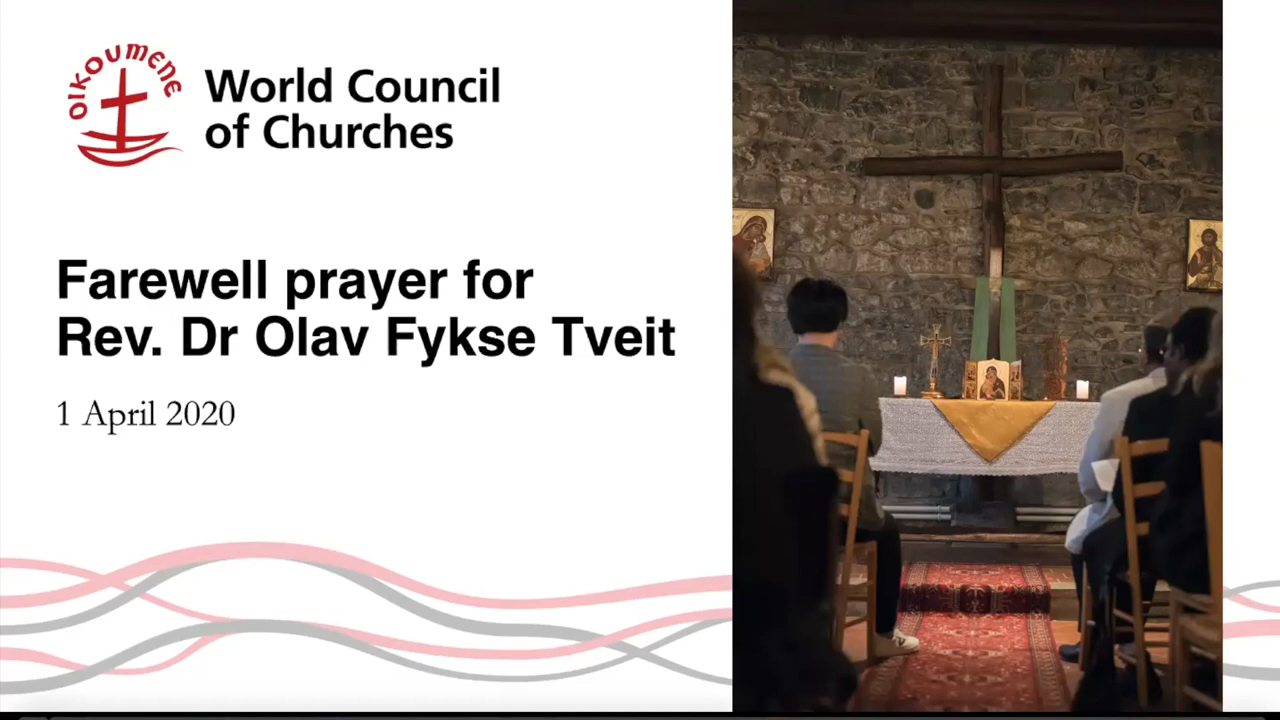 OIKOUMENE
World Council
of Churches
Farewell prayer for
Rev. Dr Olav Fykse Tveit
1 April 2020